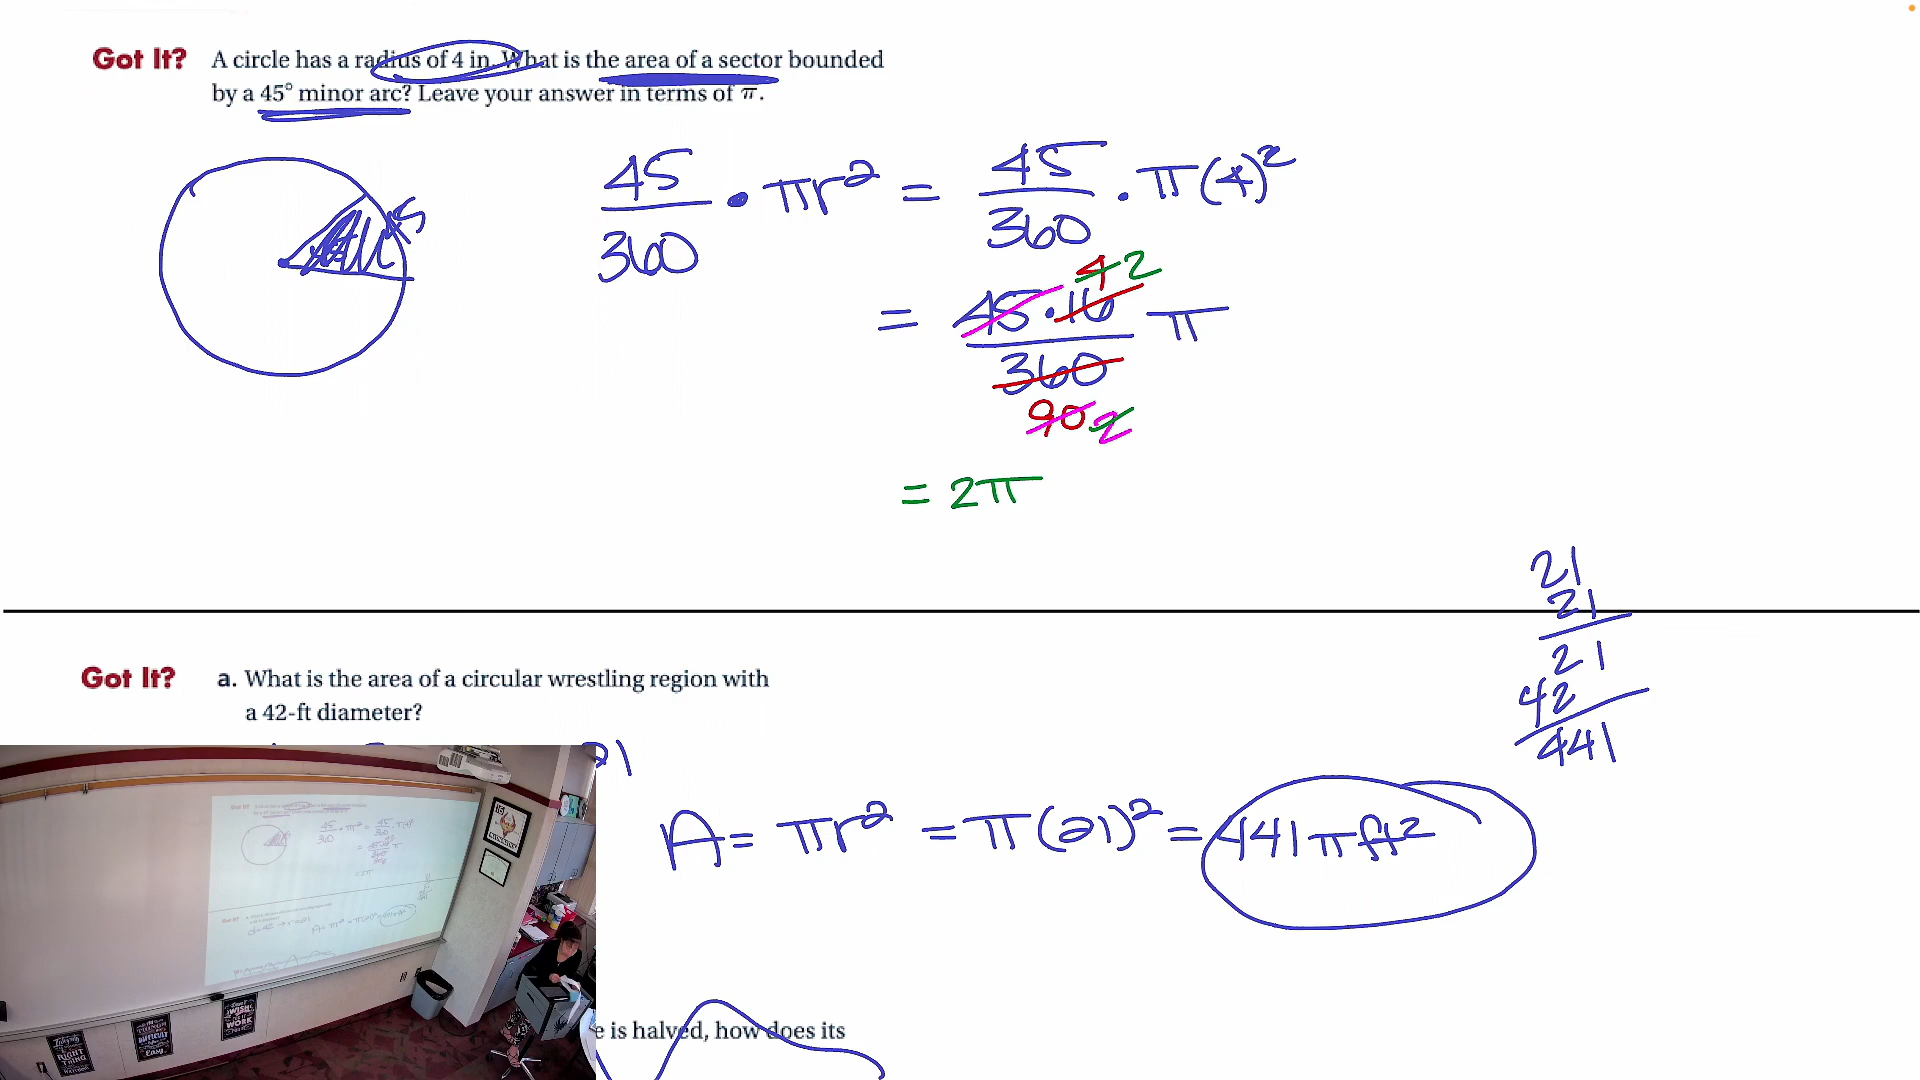 Got It? A circle has a radius of 4 in. What is the area of a sector bounded
by a 45° minor arc? Leave your answer in terms of π.
45
45/360 • πr² = 45/360 . π(4)²
4 2
= 45·16/360 π
90 2
= 2π
21
21
21
42
441
Got It? a. What is the area of a circular wrestling region with
a 42-ft diameter?
21
A = πr² = π(21)² = 441π ft²
e is halved, how does its